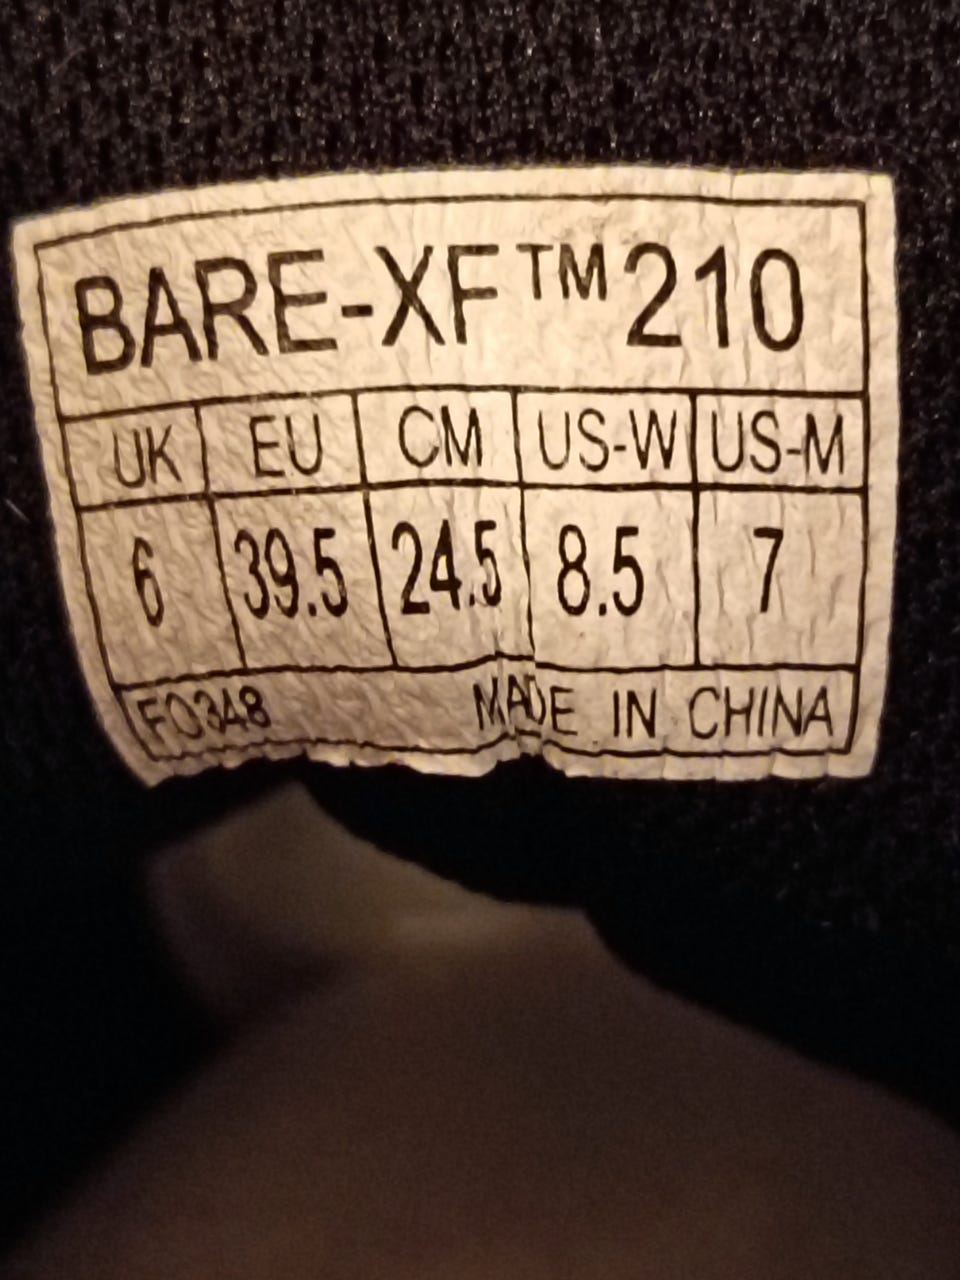 BARE-XF™210
UK EU CM US-W US-M
6 39.5 24.5 8.5 7
FO348 MADE IN CHINA